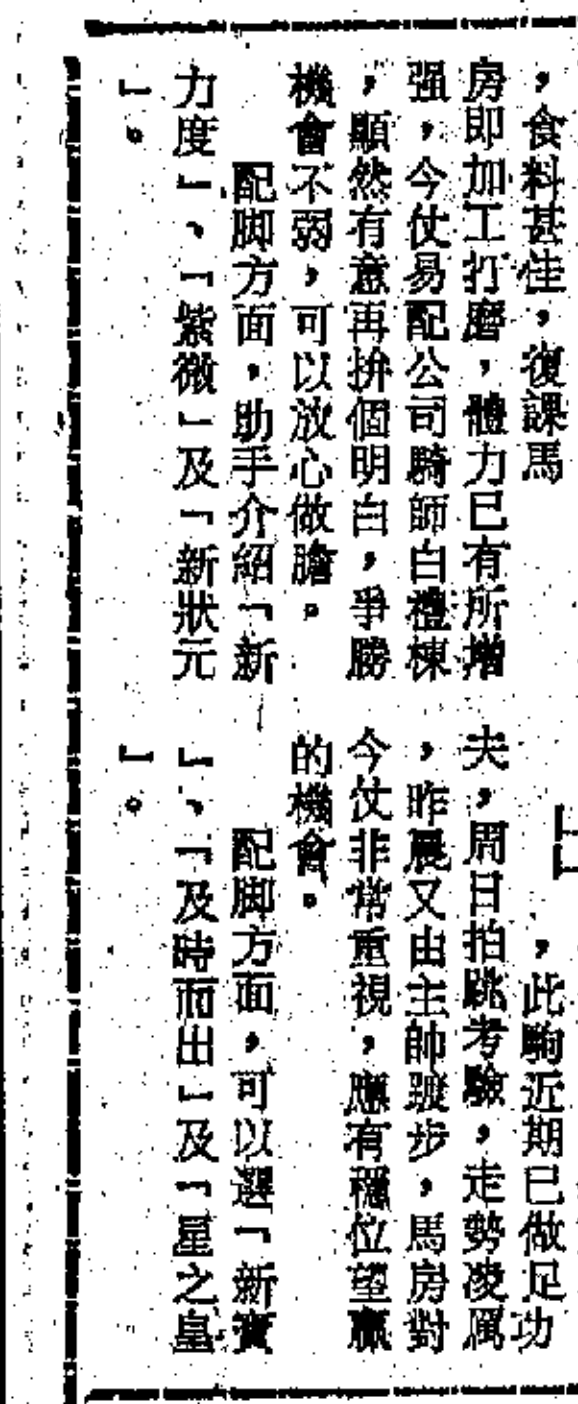 ，食料甚佳，復課馬
房即加工打磨，體力已有所增
强，今仗易配公司騎師白禮棟
，顯然有意再拚個明白，爭勝
機會不弱，可以放心做膽。
配脚方面，助手介紹「新
力度」、「紫微」及「新狀元
」。
，此駒近期已做足功
夫，周日拍跳考驗，走勢凌厲
，昨晨又由主帥踱步，馬房對
今仗非常重視，應有穩位望贏
的機會。
配脚方面，可以選「新寶
」、「及時而出」及「星之皇
」。